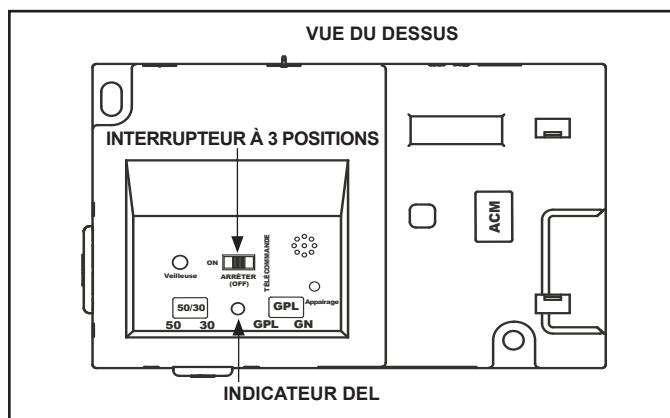 VUE DU DESSUS
INTERRUPTEUR À 3 POSITIONS
ON
ARRÊTER
(OFF)
TÉLÉCOMMANDE
Veilleuse
Appairage
ACM
50/30
50 30
GPL
GPL GN
INDICATEUR DEL